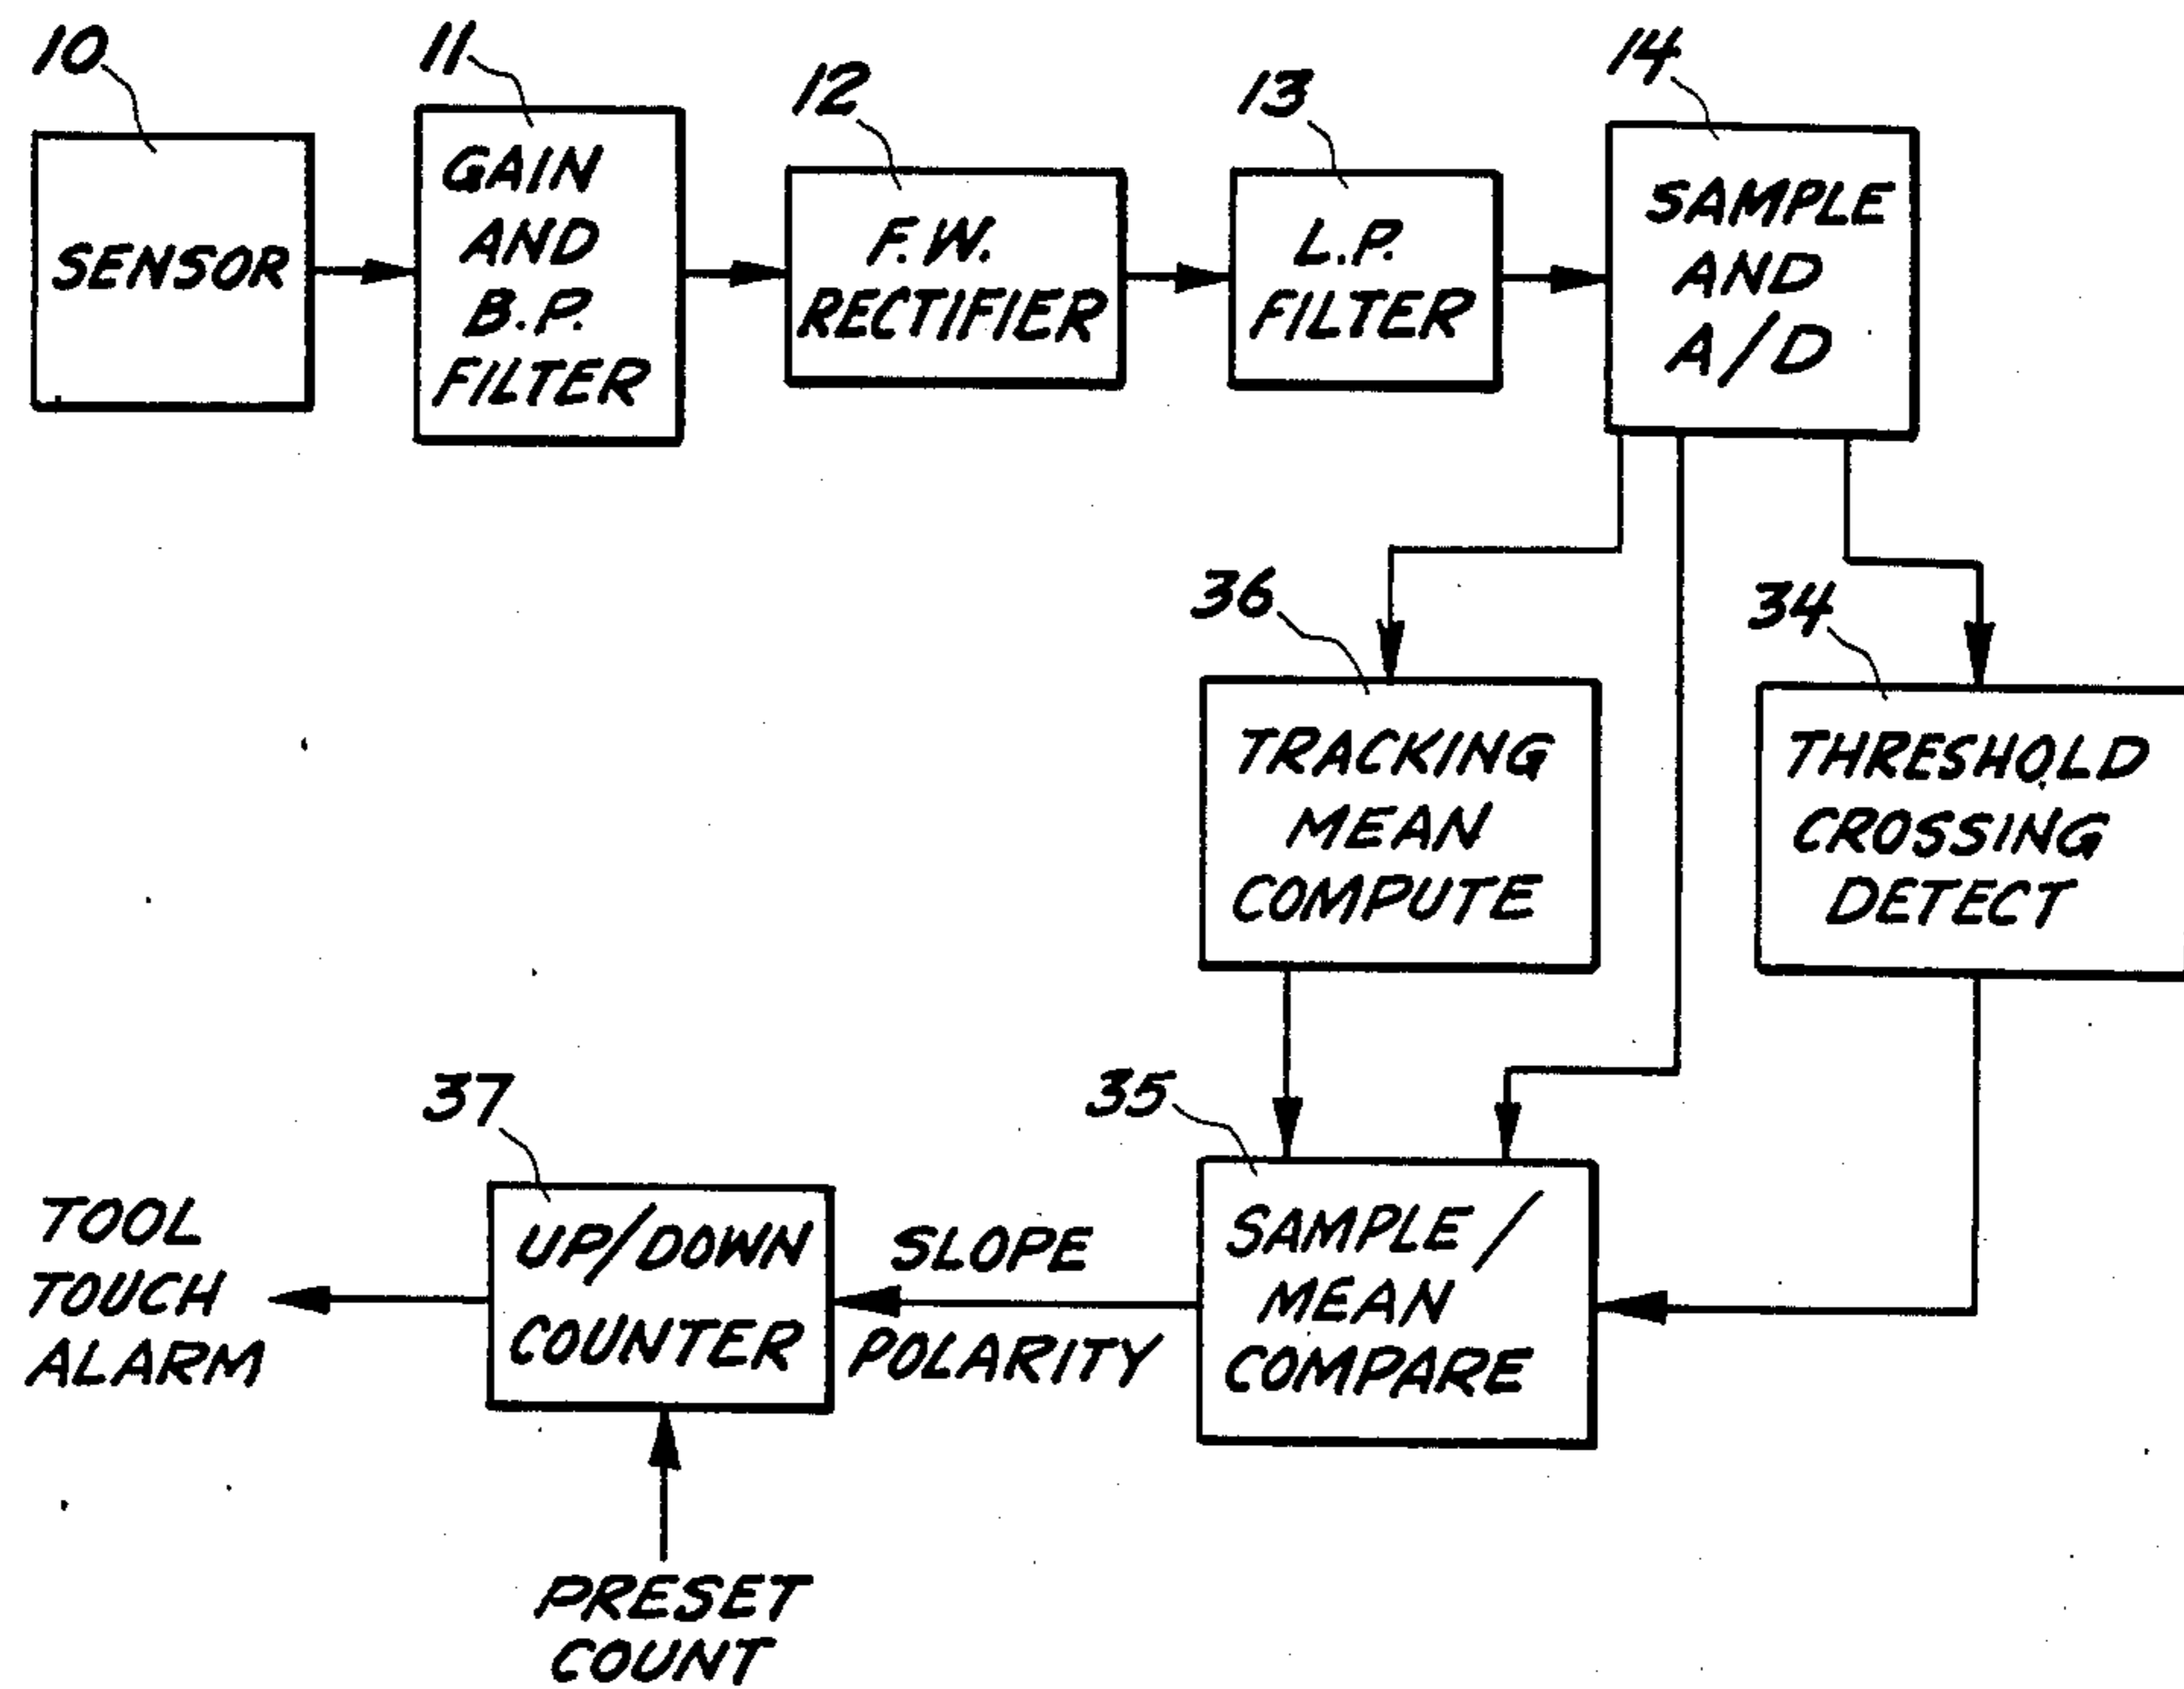 10
SENSOR
11
GAIN
AND
B.P.
FILTER
12
F.W.
RECTIFIER
13
L.P.
FILTER
14
SAMPLE
AND
A/D
36
TRACKING
MEAN
COMPUTE
34
THRESHOLD
CROSSING
DETECT
35
SAMPLE/
MEAN
COMPARE
SLOPE
POLARITY
37
UP/DOWN
COUNTER
TOOL
TOUCH
ALARM
PRESET
COUNT